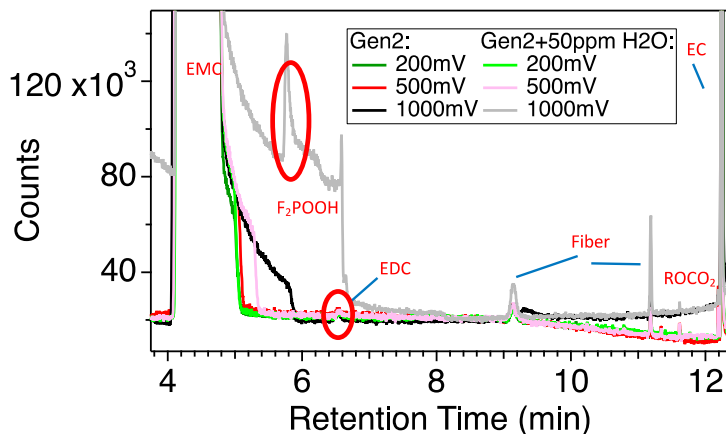 Gen2: Gen2+50ppm H2O:
200mV 200mV
500mV 500mV
1000mV 1000mV
EMC
EC
120 x10³
80
40
Counts
F₂POOH
EDC
Fiber
ROCO₂
4 6 8 10 12
Retention Time (min)